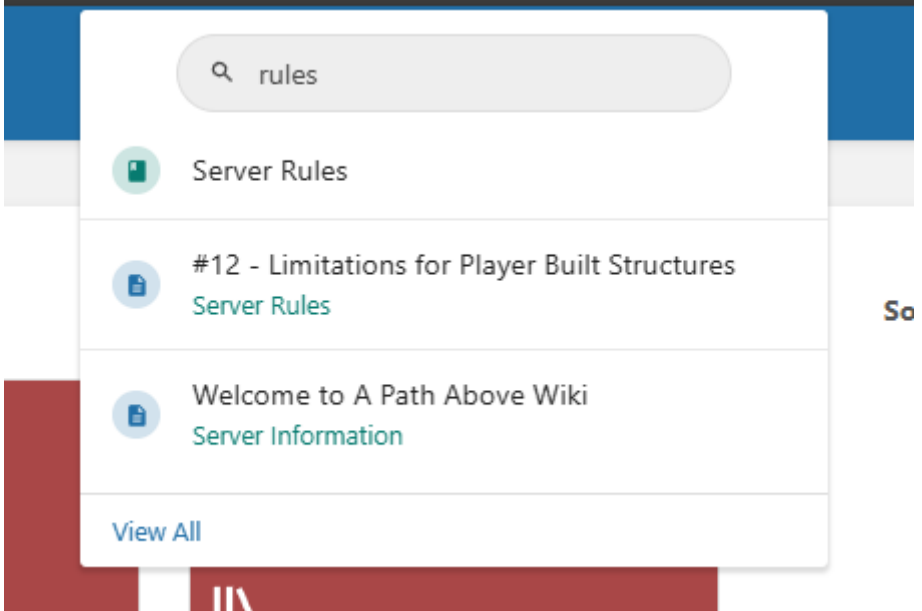 rules
Server Rules
#12 - Limitations for Player Built Structures
Server Rules
So
Welcome to A Path Above Wiki
Server Information
View All